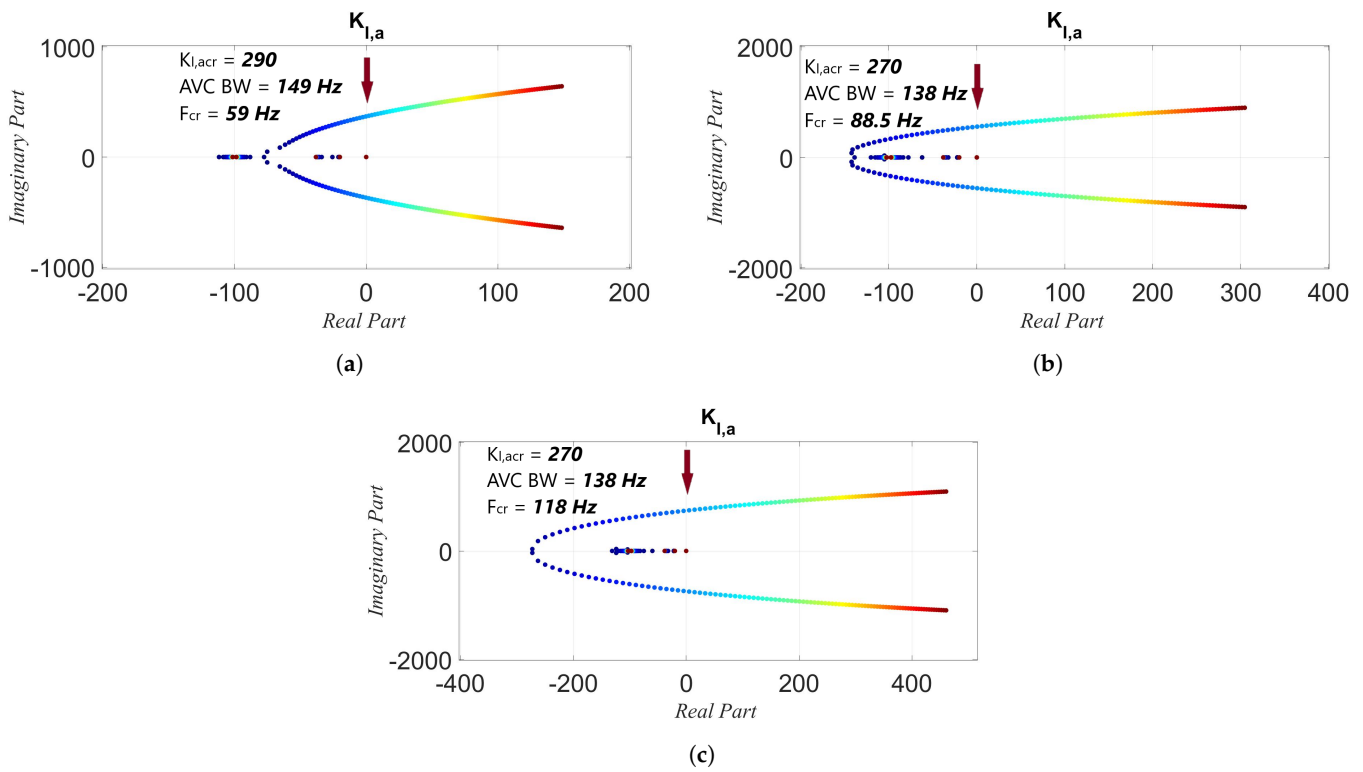 K_I,a
1000
K_I,acr = 290
AVC BW = 149 Hz
F_cr = 59 Hz
Imaginary Part
0
-1000
-200 -100 0 100 200
Real Part
(a)
K_I,a
2000
K_I,acr = 270
AVC BW = 138 Hz
F_cr = 88.5 Hz
Imaginary Part
0
-2000
-200 -100 0 100 200 300 400
Real Part
(b)
K_I,a
2000
K_I,acr = 270
AVC BW = 138 Hz
F_cr = 118 Hz
Imaginary Part
0
-2000
-400 -200 0 200 400
Real Part
(c)